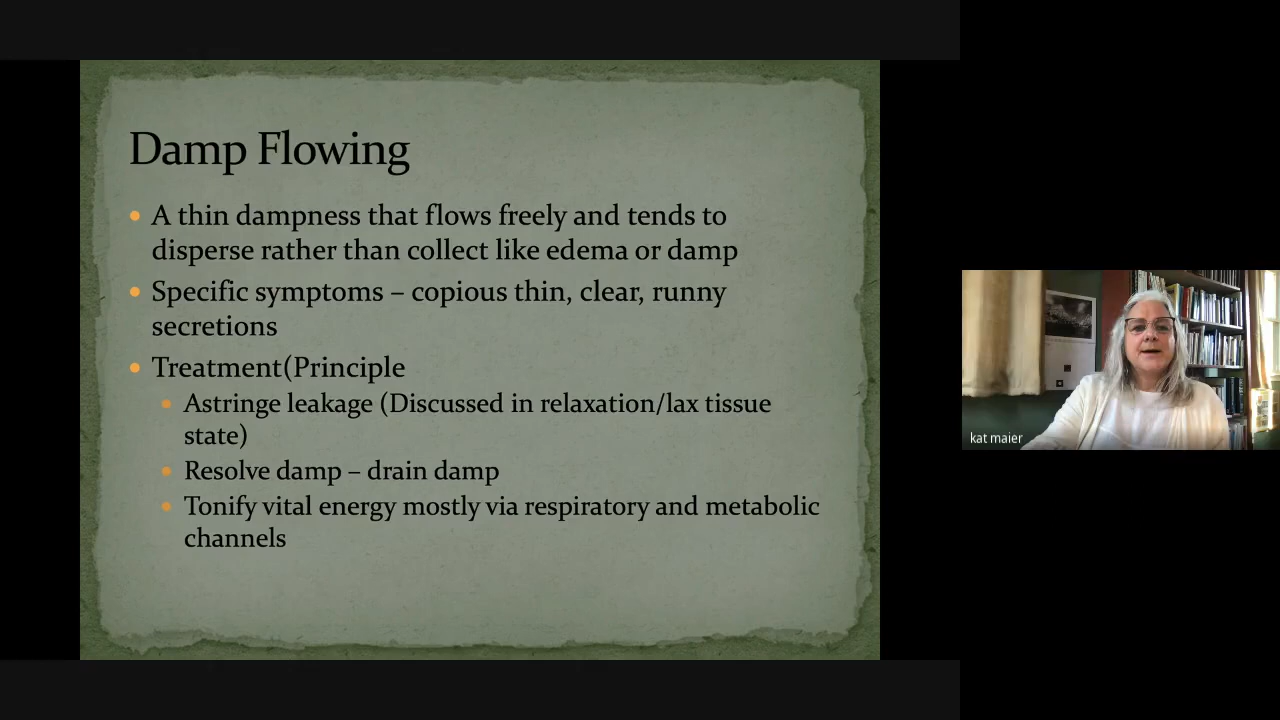 Damp Flowing
A thin dampness that flows freely and tends to
disperse rather than collect like edema or damp
Specific symptoms – copious thin, clear, runny
secretions
Treatment(Principle
Astringe leakage (Discussed in relaxation/lax tissue
state)
Resolve damp – drain damp
Tonify vital energy mostly via respiratory and metabolic
channels
kat maier